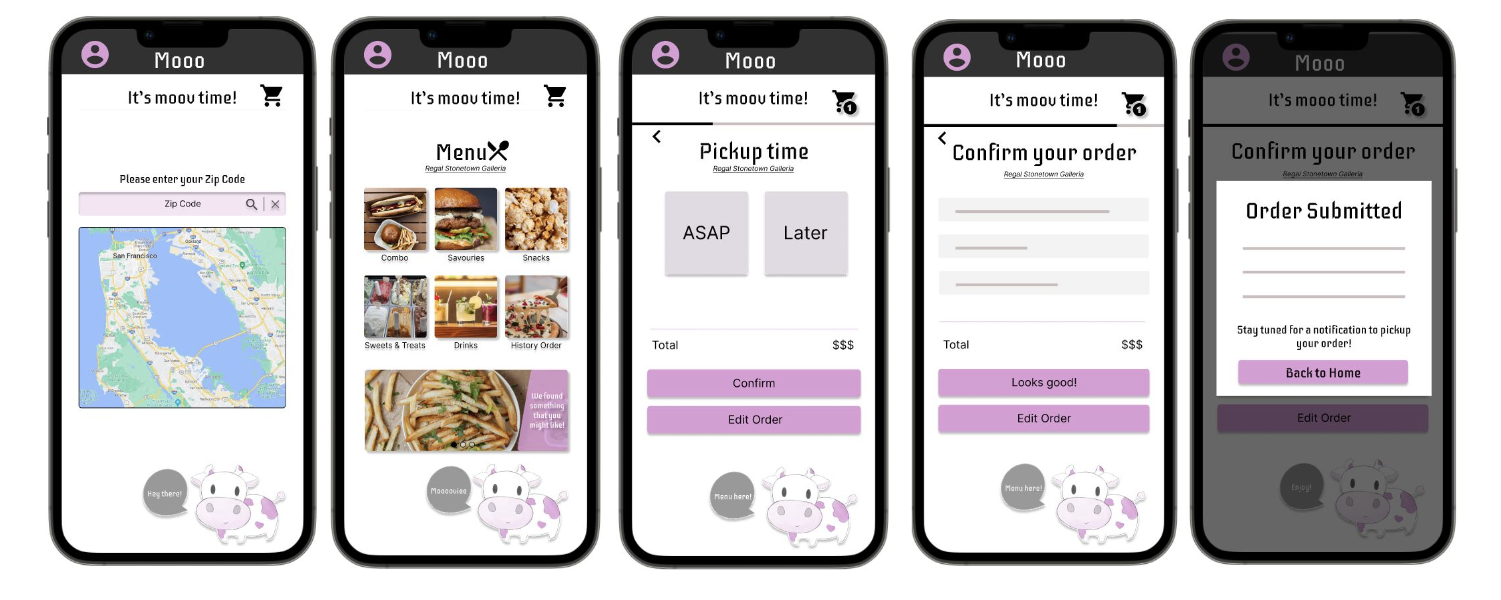 Mooo
It's moov time!
Please enter your Zip Code
Zip Code
San Francisco
Hey there!
Mooo
It's moov time!
Menu
Regal Stonetown Galleria
Combo
Savouries
Snacks
Sweets & Treats
Drinks
History Order
We found
something
that you
might like!
Mooooviee
Mooo
It's moov time!
1
Pickup time
Regal Stonetown Galleria
ASAP
Later
Total
$$$
Confirm
Edit Order
Menu here!
Mooo
It's moov time!
1
Confirm your order
Regal Stonetown Galleria
Total
$$$
Looks good!
Edit Order
Menu here!
Mooo
It's mooo time!
1
Confirm your order
Regal Stonetown Galleria
Order Submitted
Stay tuned for a notification to pickup
your order!
Back to Home
Edit Order
Enjoy!